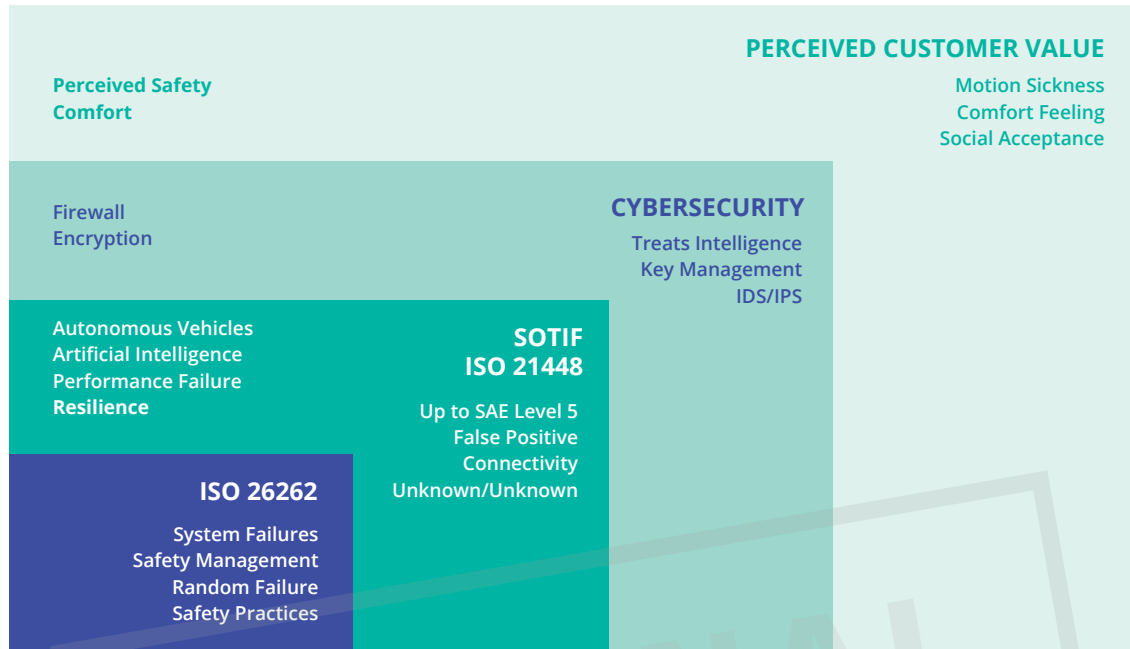 PERCEIVED CUSTOMER VALUE
Perceived Safety
Comfort
Motion Sickness
Comfort Feeling
Social Acceptance
Firewall
Encryption
CYBERSECURITY
Treats Intelligence
Key Management
IDS/IPS
Autonomous Vehicles
Artificial Intelligence
Performance Failure
Resilience
SOTIF
ISO 21448
Up to SAE Level 5
False Positive
Connectivity
Unknown/Unknown
ISO 26262
System Failures
Safety Management
Random Failure
Safety Practices